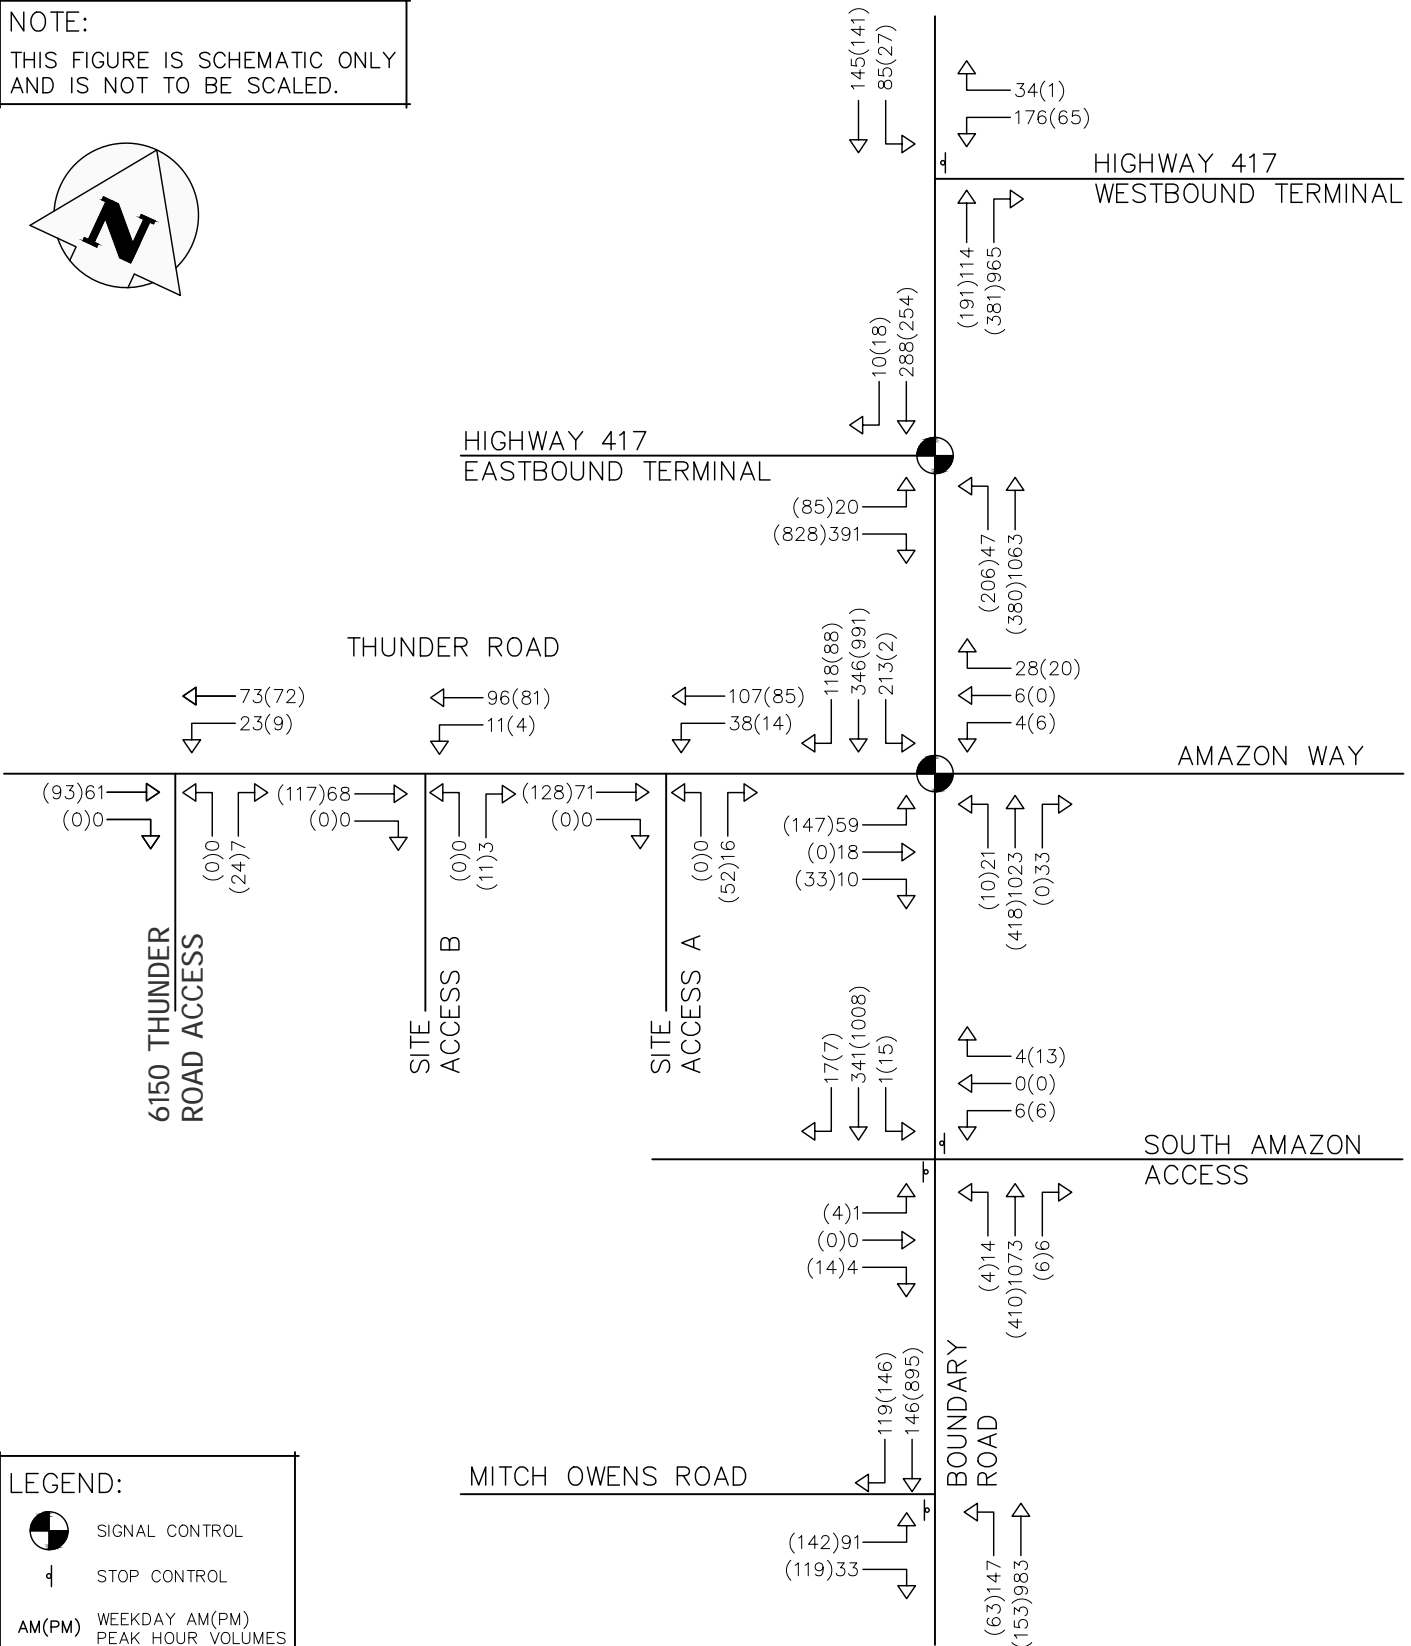 NOTE:
THIS FIGURE IS SCHEMATIC ONLY
AND IS NOT TO BE SCALED.
N
145(141)
85(27)
34(1)
176(65)
HIGHWAY 417
WESTBOUND TERMINAL
(191)114
(381)965
10(18)
288(254)
HIGHWAY 417
EASTBOUND TERMINAL
(85)20
(828)391
(206)47
(380)1063
THUNDER ROAD
73(72)
23(9)
96(81)
11(4)
107(85)
38(14)
118(88)
346(991)
213(2)
28(20)
6(0)
4(6)
AMAZON WAY
(93)61
(0)0
(0)0
(24)7
(117)68
(0)0
(0)0
(11)3
(128)71
(0)0
(0)0
(52)16
(147)59
(0)18
(33)10
(10)21
(418)1023
(0)33
6150 THUNDER
ROAD ACCESS
SITE
ACCESS B
SITE
ACCESS A
17(7)
341(1008)
1(15)
4(13)
0(0)
6(6)
SOUTH AMAZON
ACCESS
(4)1
(0)0
(14)4
(4)14
(410)1073
(6)6
119(146)
146(895)
BOUNDARY
ROAD
MITCH OWENS ROAD
(142)91
(119)33
(63)147
(153)983
LEGEND:
SIGNAL CONTROL
STOP CONTROL
AM(PM) WEEKDAY AM(PM)
PEAK HOUR VOLUMES